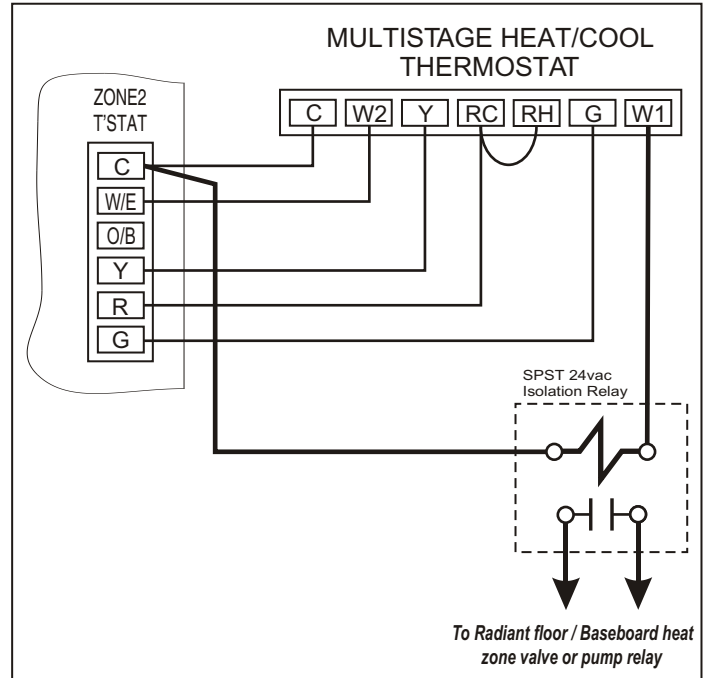 MULTISTAGE HEAT/COOL
THERMOSTAT
C W2 Y RC RH G W1
ZONE2
T'STAT
C
W/E
O/B
Y
R
G
SPST 24vac
Isolation Relay
To Radiant floor / Baseboard heat
zone valve or pump relay